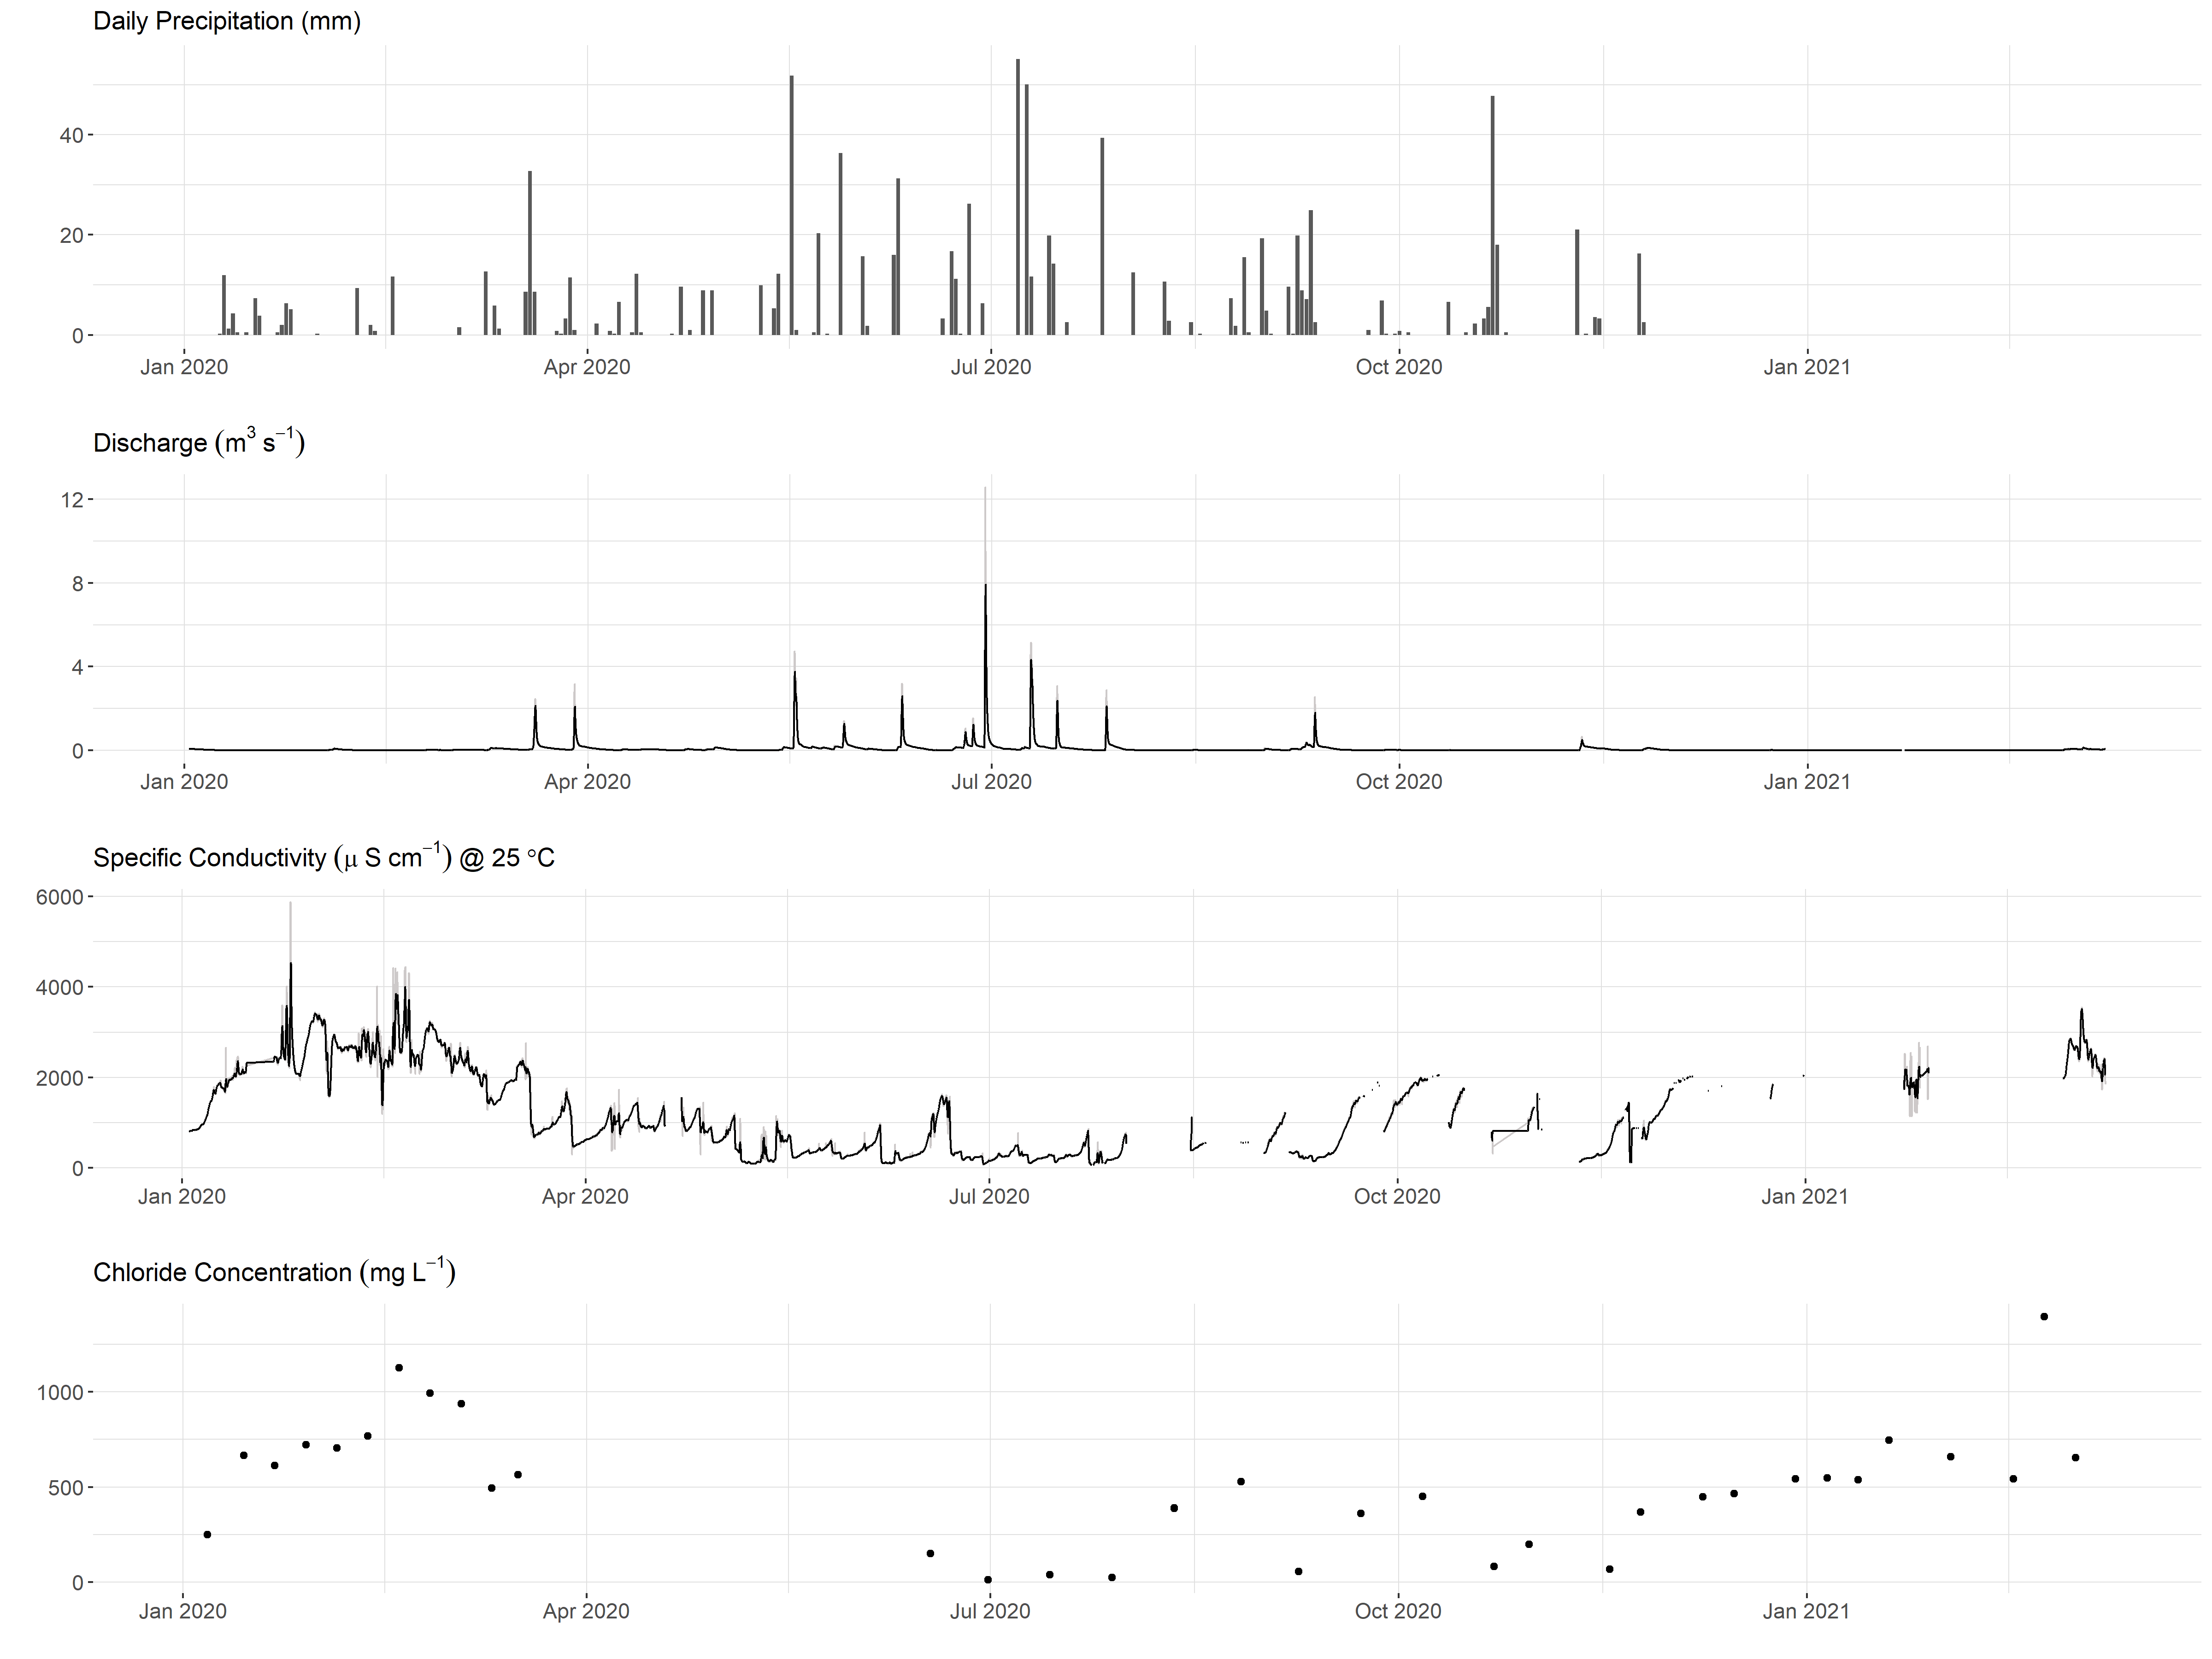 Daily Precipitation (mm)
40
20
0
Jan 2020 Apr 2020 Jul 2020 Oct 2020 Jan 2021
Discharge (m³ s⁻¹)
12
8
4
0
Jan 2020 Apr 2020 Jul 2020 Oct 2020 Jan 2021
Specific Conductivity (μ S cm⁻¹) @ 25 °C
6000
4000
2000
0
Jan 2020 Apr 2020 Jul 2020 Oct 2020 Jan 2021
Chloride Concentration (mg L⁻¹)
1000
500
0
Jan 2020 Apr 2020 Jul 2020 Oct 2020 Jan 2021